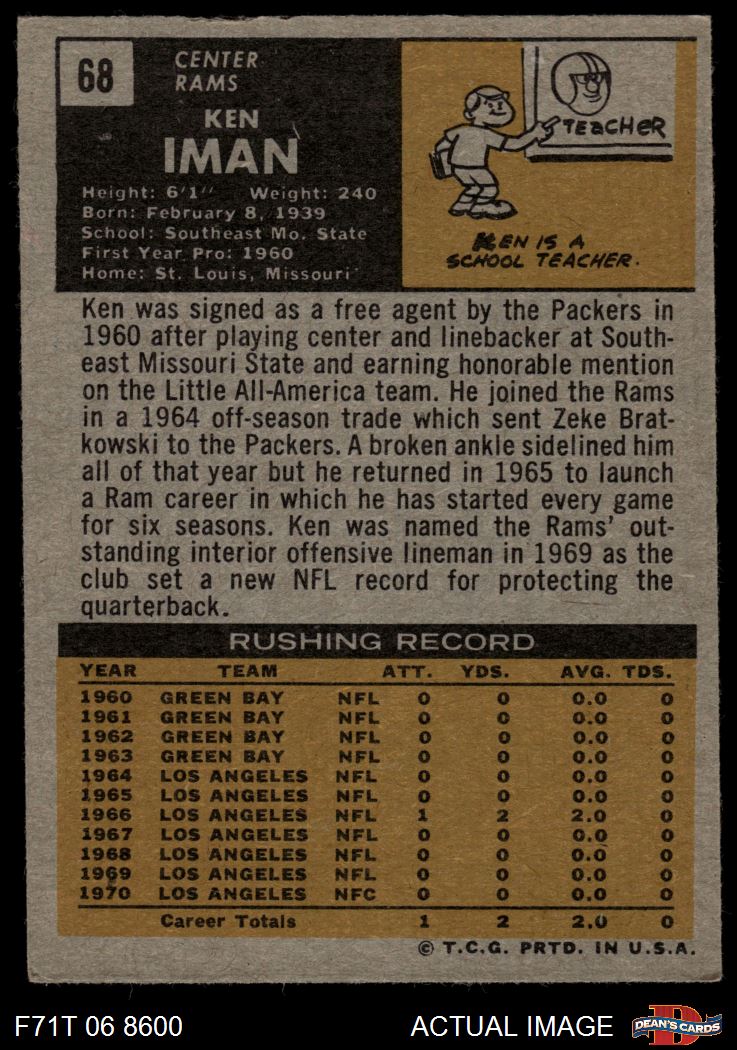 68
CENTER
RAMS
KEN
IMAN
Height: 6'1" Weight: 240
Born: February 8, 1939
School: Southeast Mo. State
First Year Pro: 1960
Home: St. Louis, Missouri
TEACHER
KEN IS A
SCHOOL TEACHER.
Ken was signed as a free agent by the Packers in
1960 after playing center and linebacker at South-
east Missouri State and earning honorable mention
on the Little All-America team. He joined the Rams
in a 1964 off-season trade which sent Zeke Brat-
kowski to the Packers. A broken ankle sidelined him
all of that year but he returned in 1965 to launch
a Ram career in which he has started every game
for six seasons. Ken was named the Rams' out-
standing interior offensive lineman in 1969 as the
club set a new NFL record for protecting the
quarterback.
RUSHING RECORD
YEAR TEAM ATT. YDS. AVG. TDS.
1960 GREEN BAY NFL 0 0 0.0 0
1961 GREEN BAY NFL 0 0 0.0 0
1962 GREEN BAY NFL 0 0 0.0 0
1963 GREEN BAY NFL 0 0 0.0 0
1964 LOS ANGELES NFL 0 0 0.0 0
1965 LOS ANGELES NFL 0 0 0.0 0
1966 LOS ANGELES NFL 1 2 2.0 0
1967 LOS ANGELES NFL 0 0 0.0 0
1968 LOS ANGELES NFL 0 0 0.0 0
1969 LOS ANGELES NFL 0 0 0.0 0
1970 LOS ANGELES NFC 0 0 0.0 0
Career Totals 1 2 2.0 0
© T.C.G. PRTD. IN U.S.A.
F71T 06 8600 ACTUAL IMAGE DEAN'S CARDS